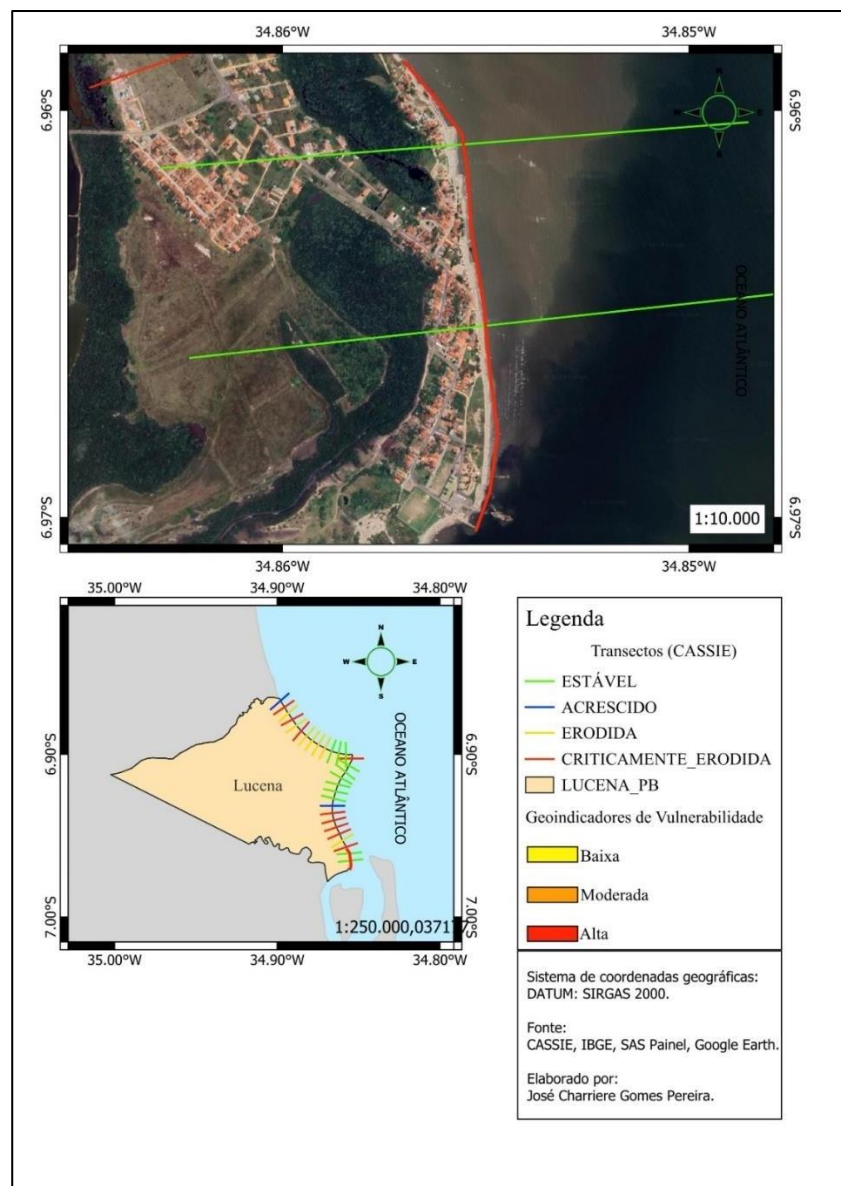 34.86°W
34.85°W
6.96°S
6.96°S
OCEANO ATLÂNTICO
6.97°S
6.97°S
1:10.000
34.86°W
34.85°W
35.00°W
34.90°W
34.80°W
N
W
E
S
OCEANO ATLÂNTICO
6.90°S
6.90°S
Lucena
7.00°S
7.00°S
1:250.000,037177
35.00°W
34.90°W
34.80°W
Legenda
Transectos (CASSIE)
ESTÁVEL
ACRESCIDO
ERODIDA
CRITICAMENTE_ERODIDA
LUCENA_PB
Geoindicadores de Vulnerabilidade
Baixa
Moderada
Alta
Sistema de coordenadas geográficas:
DATUM: SIRGAS 2000.
Fonte:
CASSIE, IBGE, SAS Painel, Google Earth.
Elaborado por:
José Charriere Gomes Pereira.